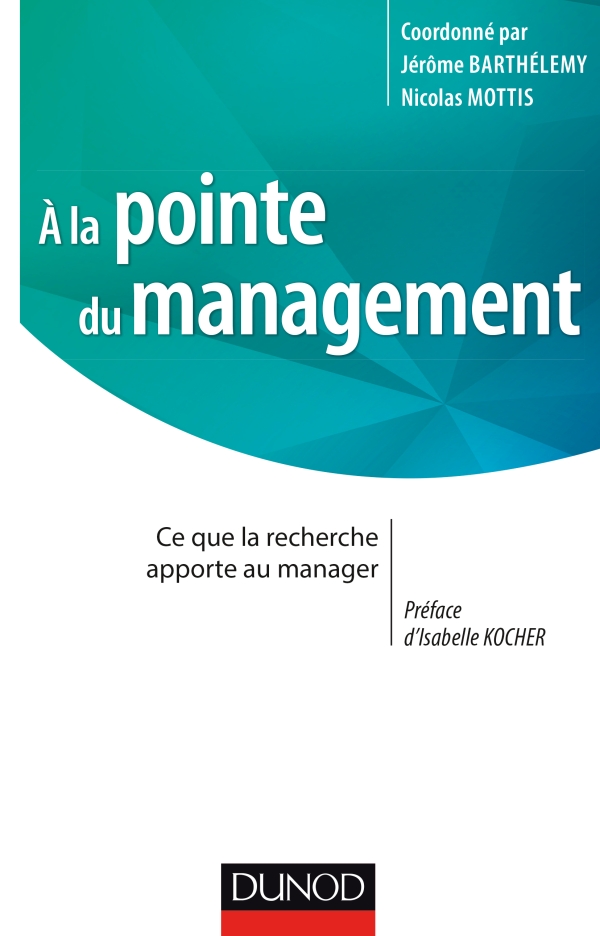 Coordonné par
Jérôme BARTHÉLEMY
Nicolas MOTTIS
À la pointe
du management
Ce que la recherche
apporte au manager
Préface
d'Isabelle KOCHER
DUNOD